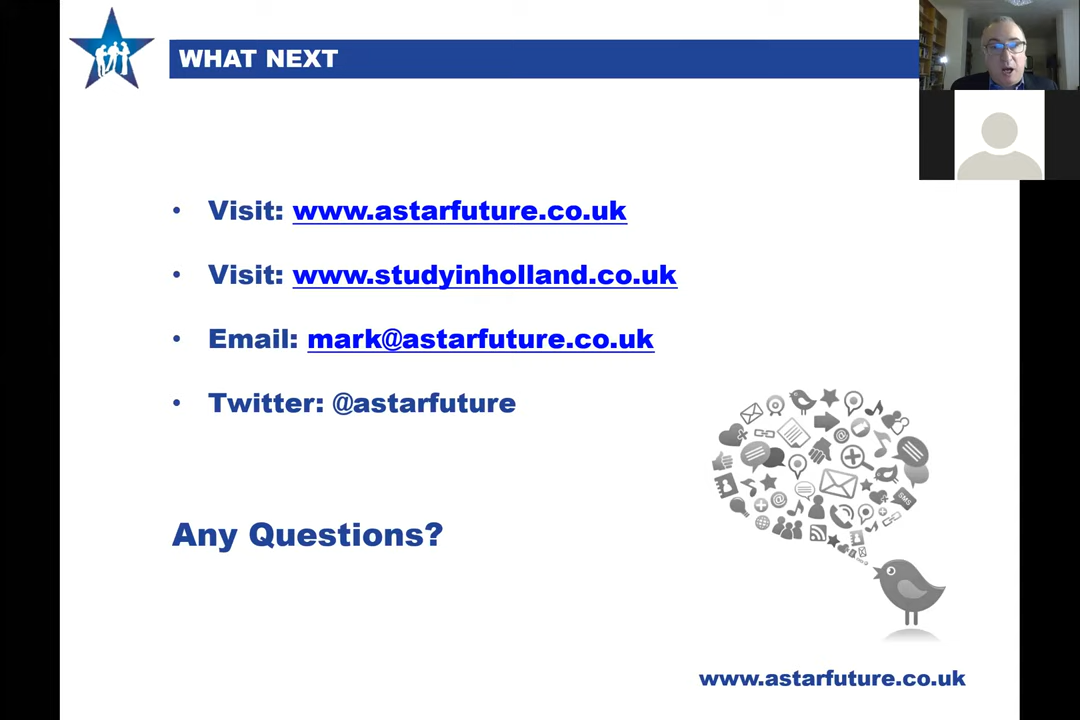 WHAT NEXT
• Visit: www.astarfuture.co.uk
• Visit: www.studyinholland.co.uk
• Email: mark@astarfuture.co.uk
• Twitter: @astarfuture
SMS
Any Questions?
www.astarfuture.co.uk